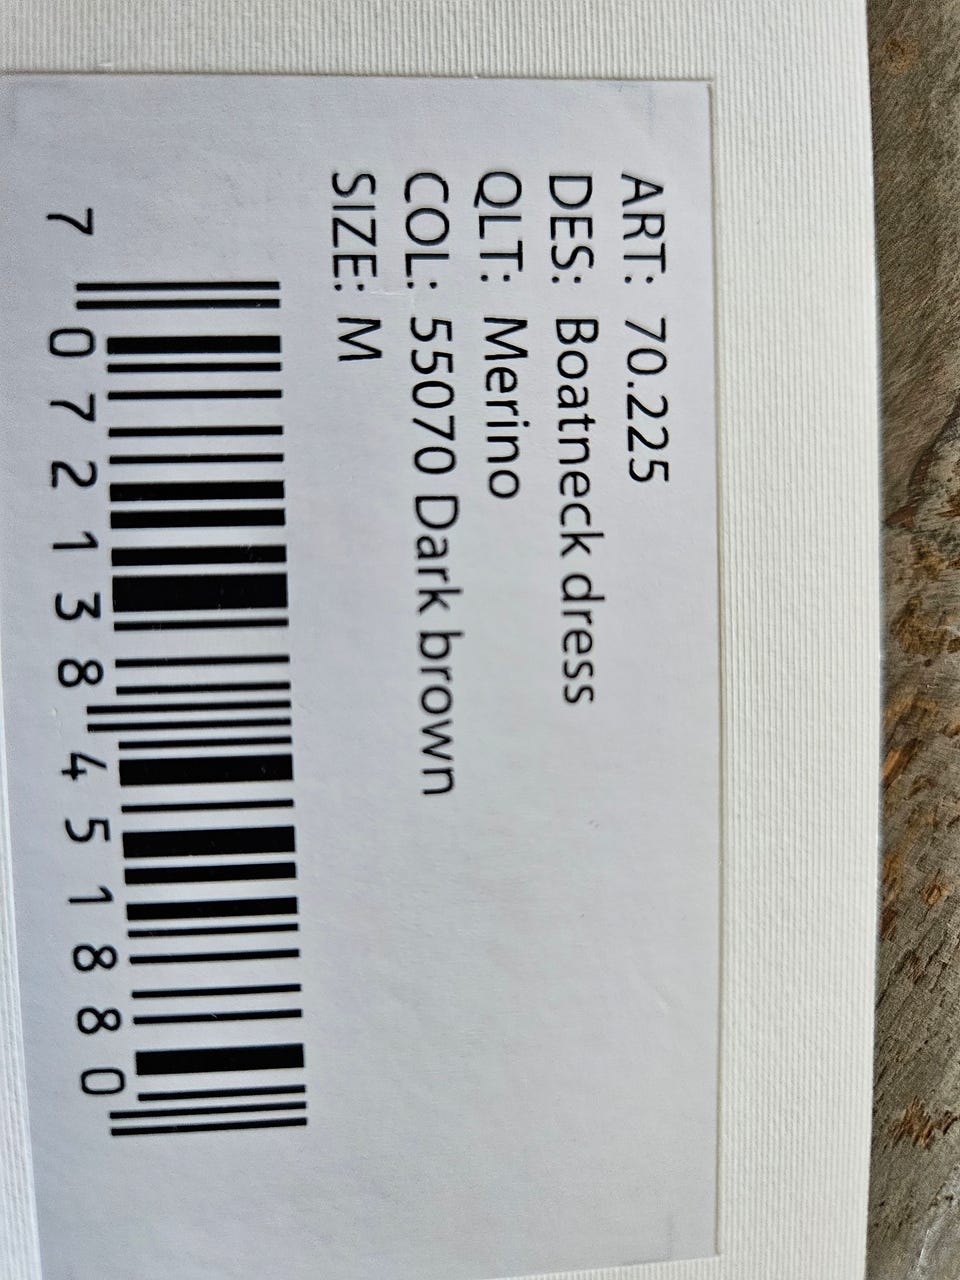 ART: 70.225
DES: Boatneck dress
QLT: Merino
COL: 55070 Dark brown
SIZE: M
7 072138 451880